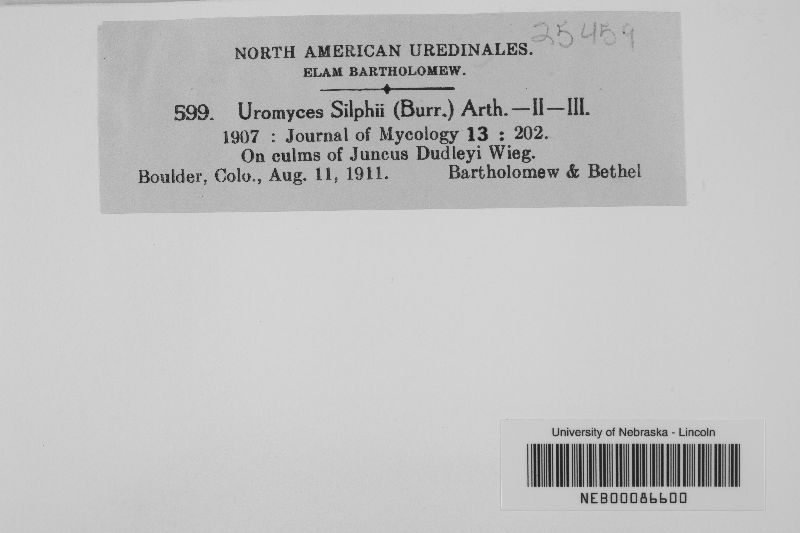 25459
NORTH AMERICAN UREDINALES.
ELAM BARTHOLOMEW.
599. Uromyces Silphii (Burr.) Arth.—II—III.
1907 : Journal of Mycology 13 : 202.
On culms of Juncus Dudleyi Wieg.
Boulder, Colo., Aug. 11, 1911. Bartholomew & Bethel
University of Nebraska - Lincoln
NEB00086600